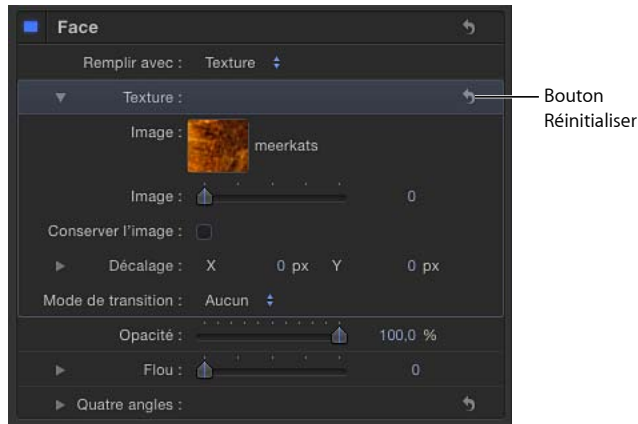 Face
Remplir avec : Texture
Texture :
Bouton
Réinitialiser
Image : meerkats
Image : 0
Conserver l'image :
Décalage : X 0 px Y 0 px
Mode de transition : Aucun
Opacité : 100,0 %
Flou : 0
Quatre angles :